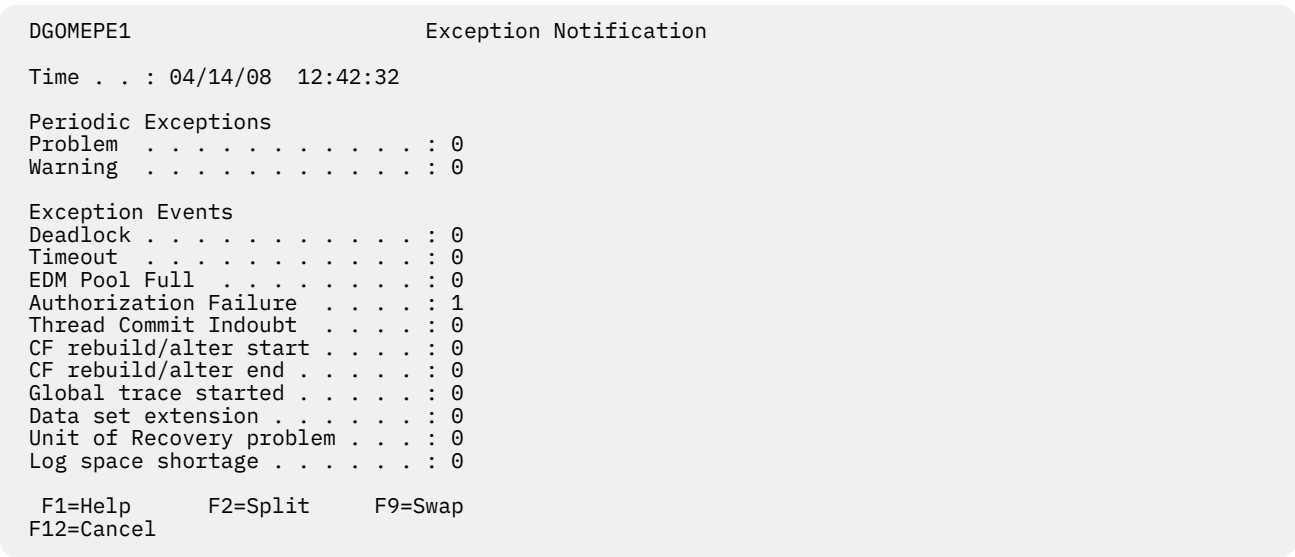 DGOMEPE1                       Exception Notification
Time . . : 04/14/08  12:42:32
Periodic Exceptions
Problem  . . . . . . . . . . . : 0
Warning  . . . . . . . . . . . : 0
Exception Events
Deadlock . . . . . . . . . . . : 0
Timeout  . . . . . . . . . . . : 0
EDM Pool Full  . . . . . . . . : 0
Authorization Failure  . . . . : 1
Thread Commit Indoubt  . . . . : 0
CF rebuild/alter start . . . . : 0
CF rebuild/alter end . . . . . : 0
Global trace started . . . . . : 0
Data set extension . . . . . . : 0
Unit of Recovery problem . . . : 0
Log space shortage . . . . . . : 0
F1=Help      F2=Split     F9=Swap
F12=Cancel